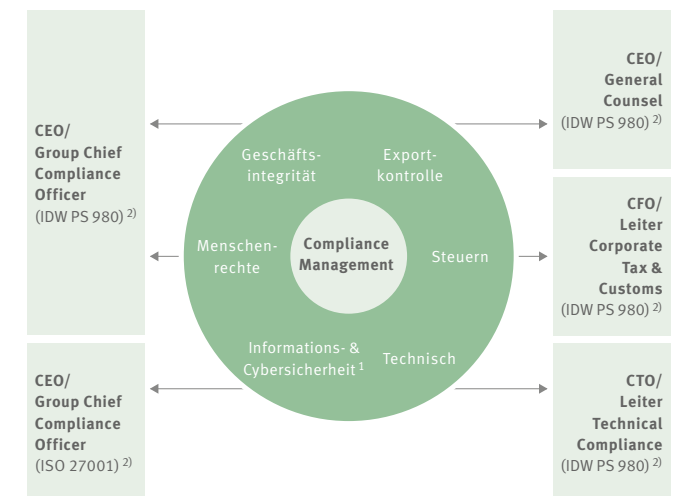 CEO/
Group Chief
Compliance
Officer
(IDW PS 980) 2)
CEO/
Group Chief
Compliance
Officer
(ISO 27001) 2)
Geschäfts-
integrität
Export-
kontrolle
Menschen-
rechte
Compliance
Management
Steuern
Informations- &
Cybersicherheit 1
Technisch
CEO/
General
Counsel
(IDW PS 980) 2)
CFO/
Leiter
Corporate
Tax &
Customs
(IDW PS 980) 2)
CTO/
Leiter
Technical
Compliance
(IDW PS 980) 2)